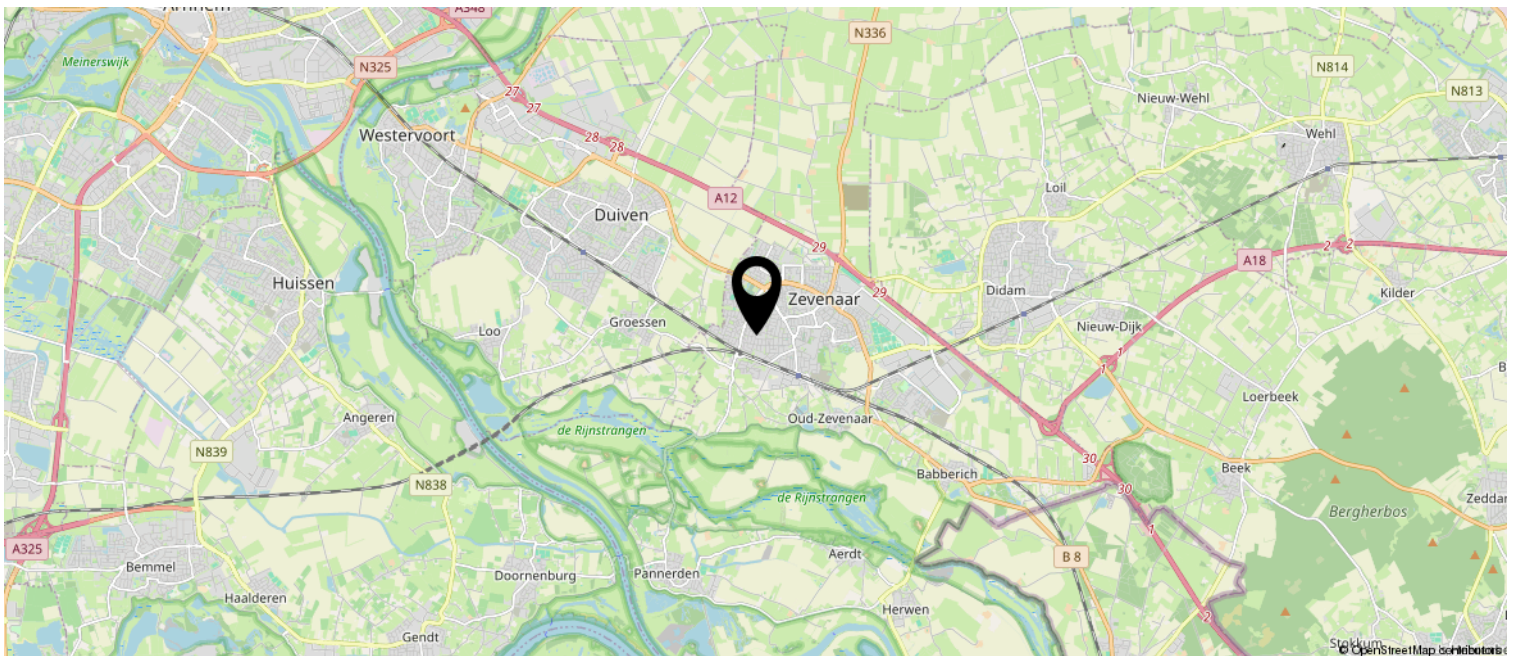 Arnhem
A348
N336
Meinerswijk
N325
N814
N813
27
27
Nieuw-Wehl
Westervoort
28
28
Wehl
A12
Loil
Duiven
29
2
2
A18
Huissen
Zevenaar
29
Didam
Kilder
Loo
Groessen
Nieuw-Dijk
1
1
Loerbeek
Angeren
Oud-Zevenaar
de Rijnstrangen
N839
30
Babberich
Beek
N838
30
de Rijnstrangen
Zeddam
Bergherbos
1
A325
Aerdt
B 8
Bemmel
Doornenburg
Pannerden
Haalderen
Herwen
2
Gendt
Stokkum
© OpenStreetMap contributors